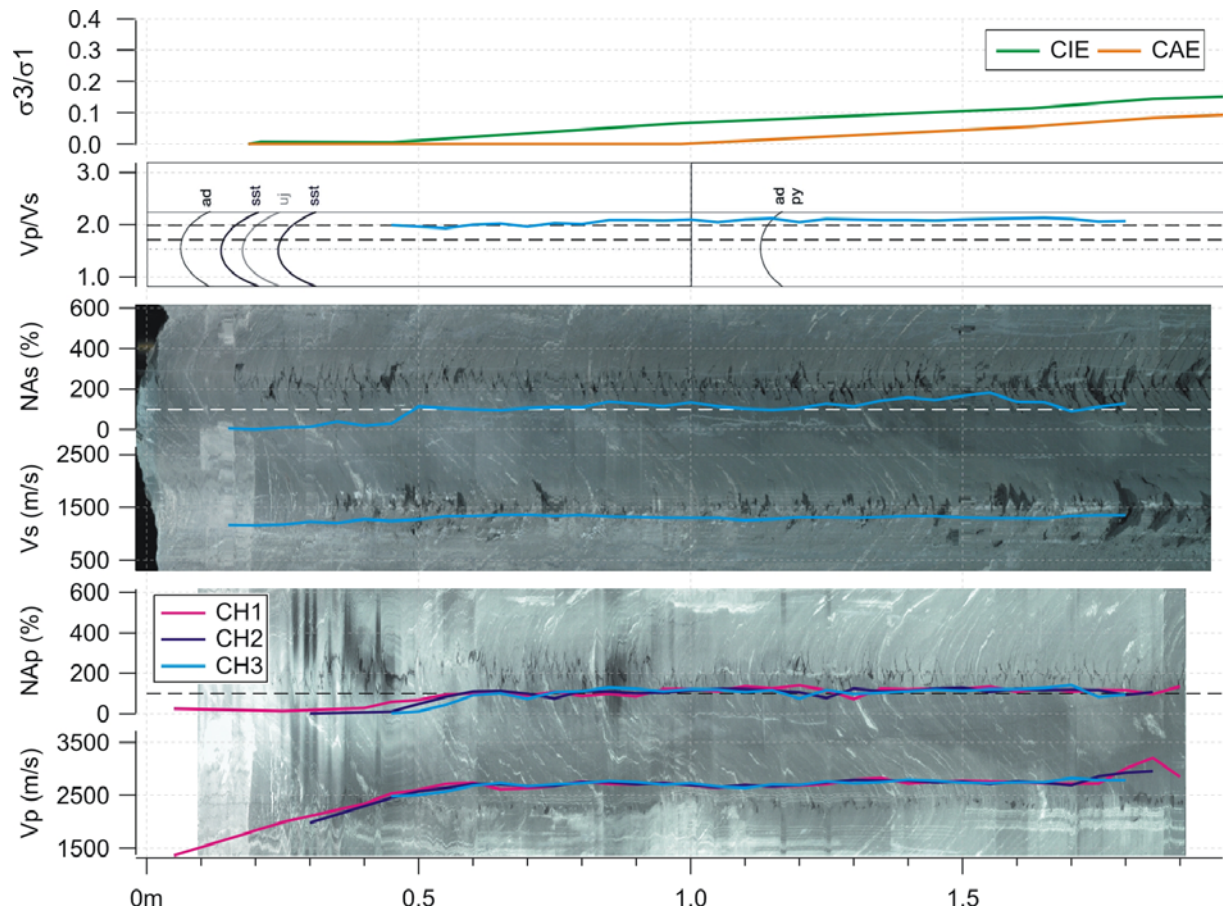 σ3/σ1
0.4
0.3
0.2
0.1
0.0
CIE
CAE
Vp/Vs
3.0
2.0
1.0
ad
sst
uj
sst
ad
py
NAs (%)
600
400
200
0
Vs (m/s)
2500
1500
500
NAp (%)
600
400
200
0
CH1
CH2
CH3
Vp (m/s)
3500
2500
1500
0m
0.5
1.0
1.5